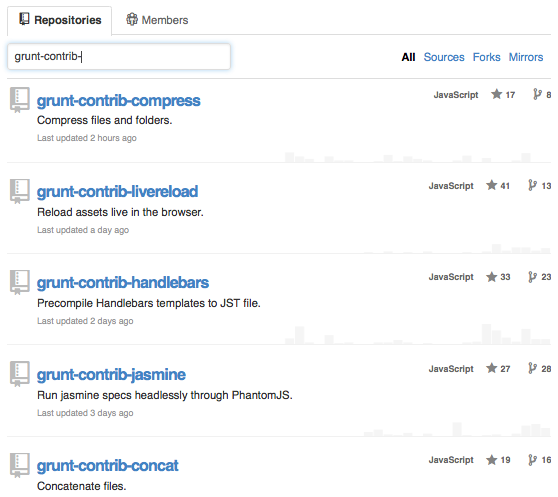 Repositories Members
grunt-contrib-
All Sources Forks Mirrors
grunt-contrib-compress JavaScript 17 8
Compress files and folders.
Last updated 2 hours ago
grunt-contrib-livereload JavaScript 41 13
Reload assets live in the browser.
Last updated a day ago
grunt-contrib-handlebars JavaScript 33 23
Precompile Handlebars templates to JST file.
Last updated 2 days ago
grunt-contrib-jasmine JavaScript 27 28
Run jasmine specs headlessly through PhantomJS.
Last updated 3 days ago
grunt-contrib-concat JavaScript 19 16
Concatenate files.